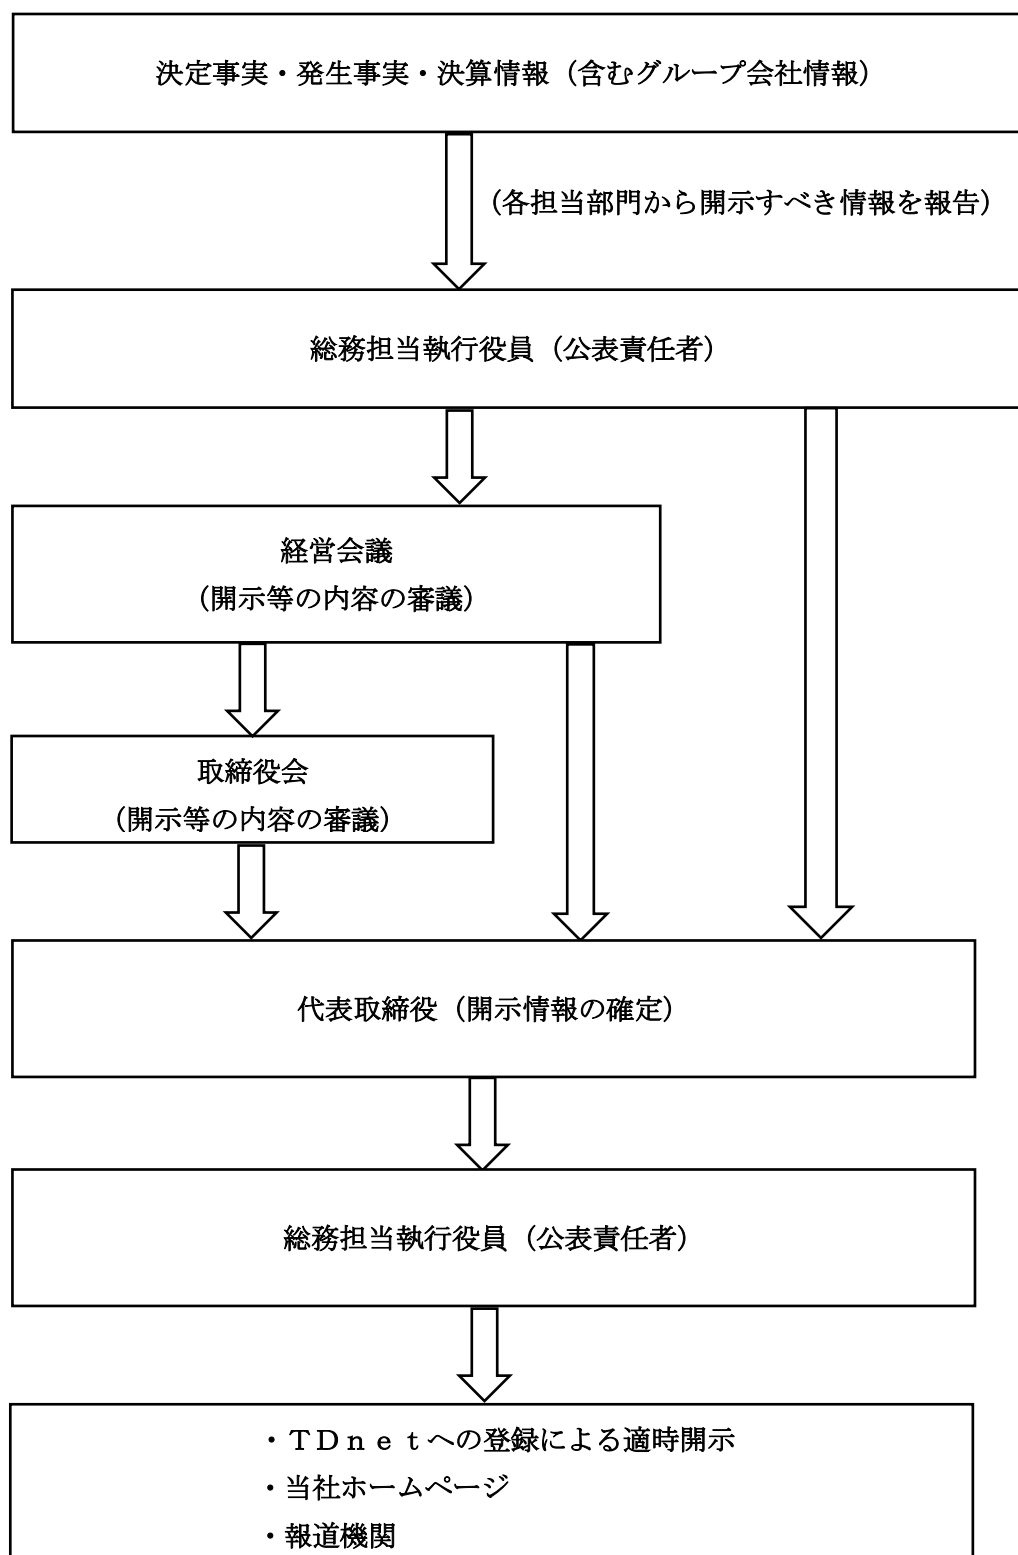 決定事実・発生事実・決算情報（含むグループ会社情報）
（各担当部門から開示すべき情報を報告）
総務担当執行役員（公表責任者）
経営会議
（開示等の内容の審議）
取締役会
（開示等の内容の審議）
代表取締役（開示情報の確定）
総務担当執行役員（公表責任者）
・ＴＤｎｅｔへの登録による適時開示
・当社ホームページ
・報道機関